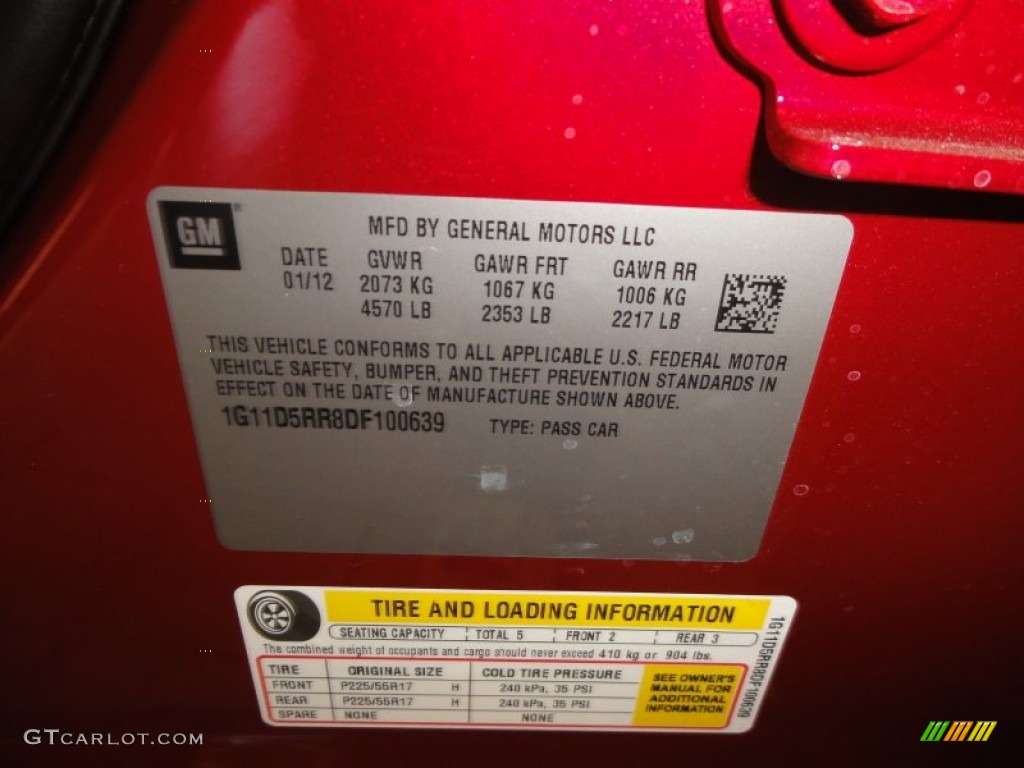 GM
MFD BY GENERAL MOTORS LLC
DATE GVWR GAWR FRT GAWR RR
01/12 2073 KG 1067 KG 1006 KG
4570 LB 2353 LB 2217 LB
THIS VEHICLE CONFORMS TO ALL APPLICABLE U.S. FEDERAL MOTOR
VEHICLE SAFETY, BUMPER, AND THEFT PREVENTION STANDARDS IN
EFFECT ON THE DATE OF MANUFACTURE SHOWN ABOVE.
1G11D5RR8DF100639 TYPE: PASS CAR
TIRE AND LOADING INFORMATION
SEATING CAPACITY TOTAL 5 FRONT 2 REAR 3
The combined weight of occupants and cargo should never exceed 410 kg or 904 lbs.
TIRE ORIGINAL SIZE COLD TIRE PRESSURE
FRONT P225/55R17 H 240 kPa, 35 PSI
REAR P225/55R17 H 240 kPa, 35 PSI
SPARE NONE NONE
SEE OWNER'S
MANUAL FOR
ADDITIONAL
INFORMATION
1G11D5RR8DF100639
GTCARLOT.COM